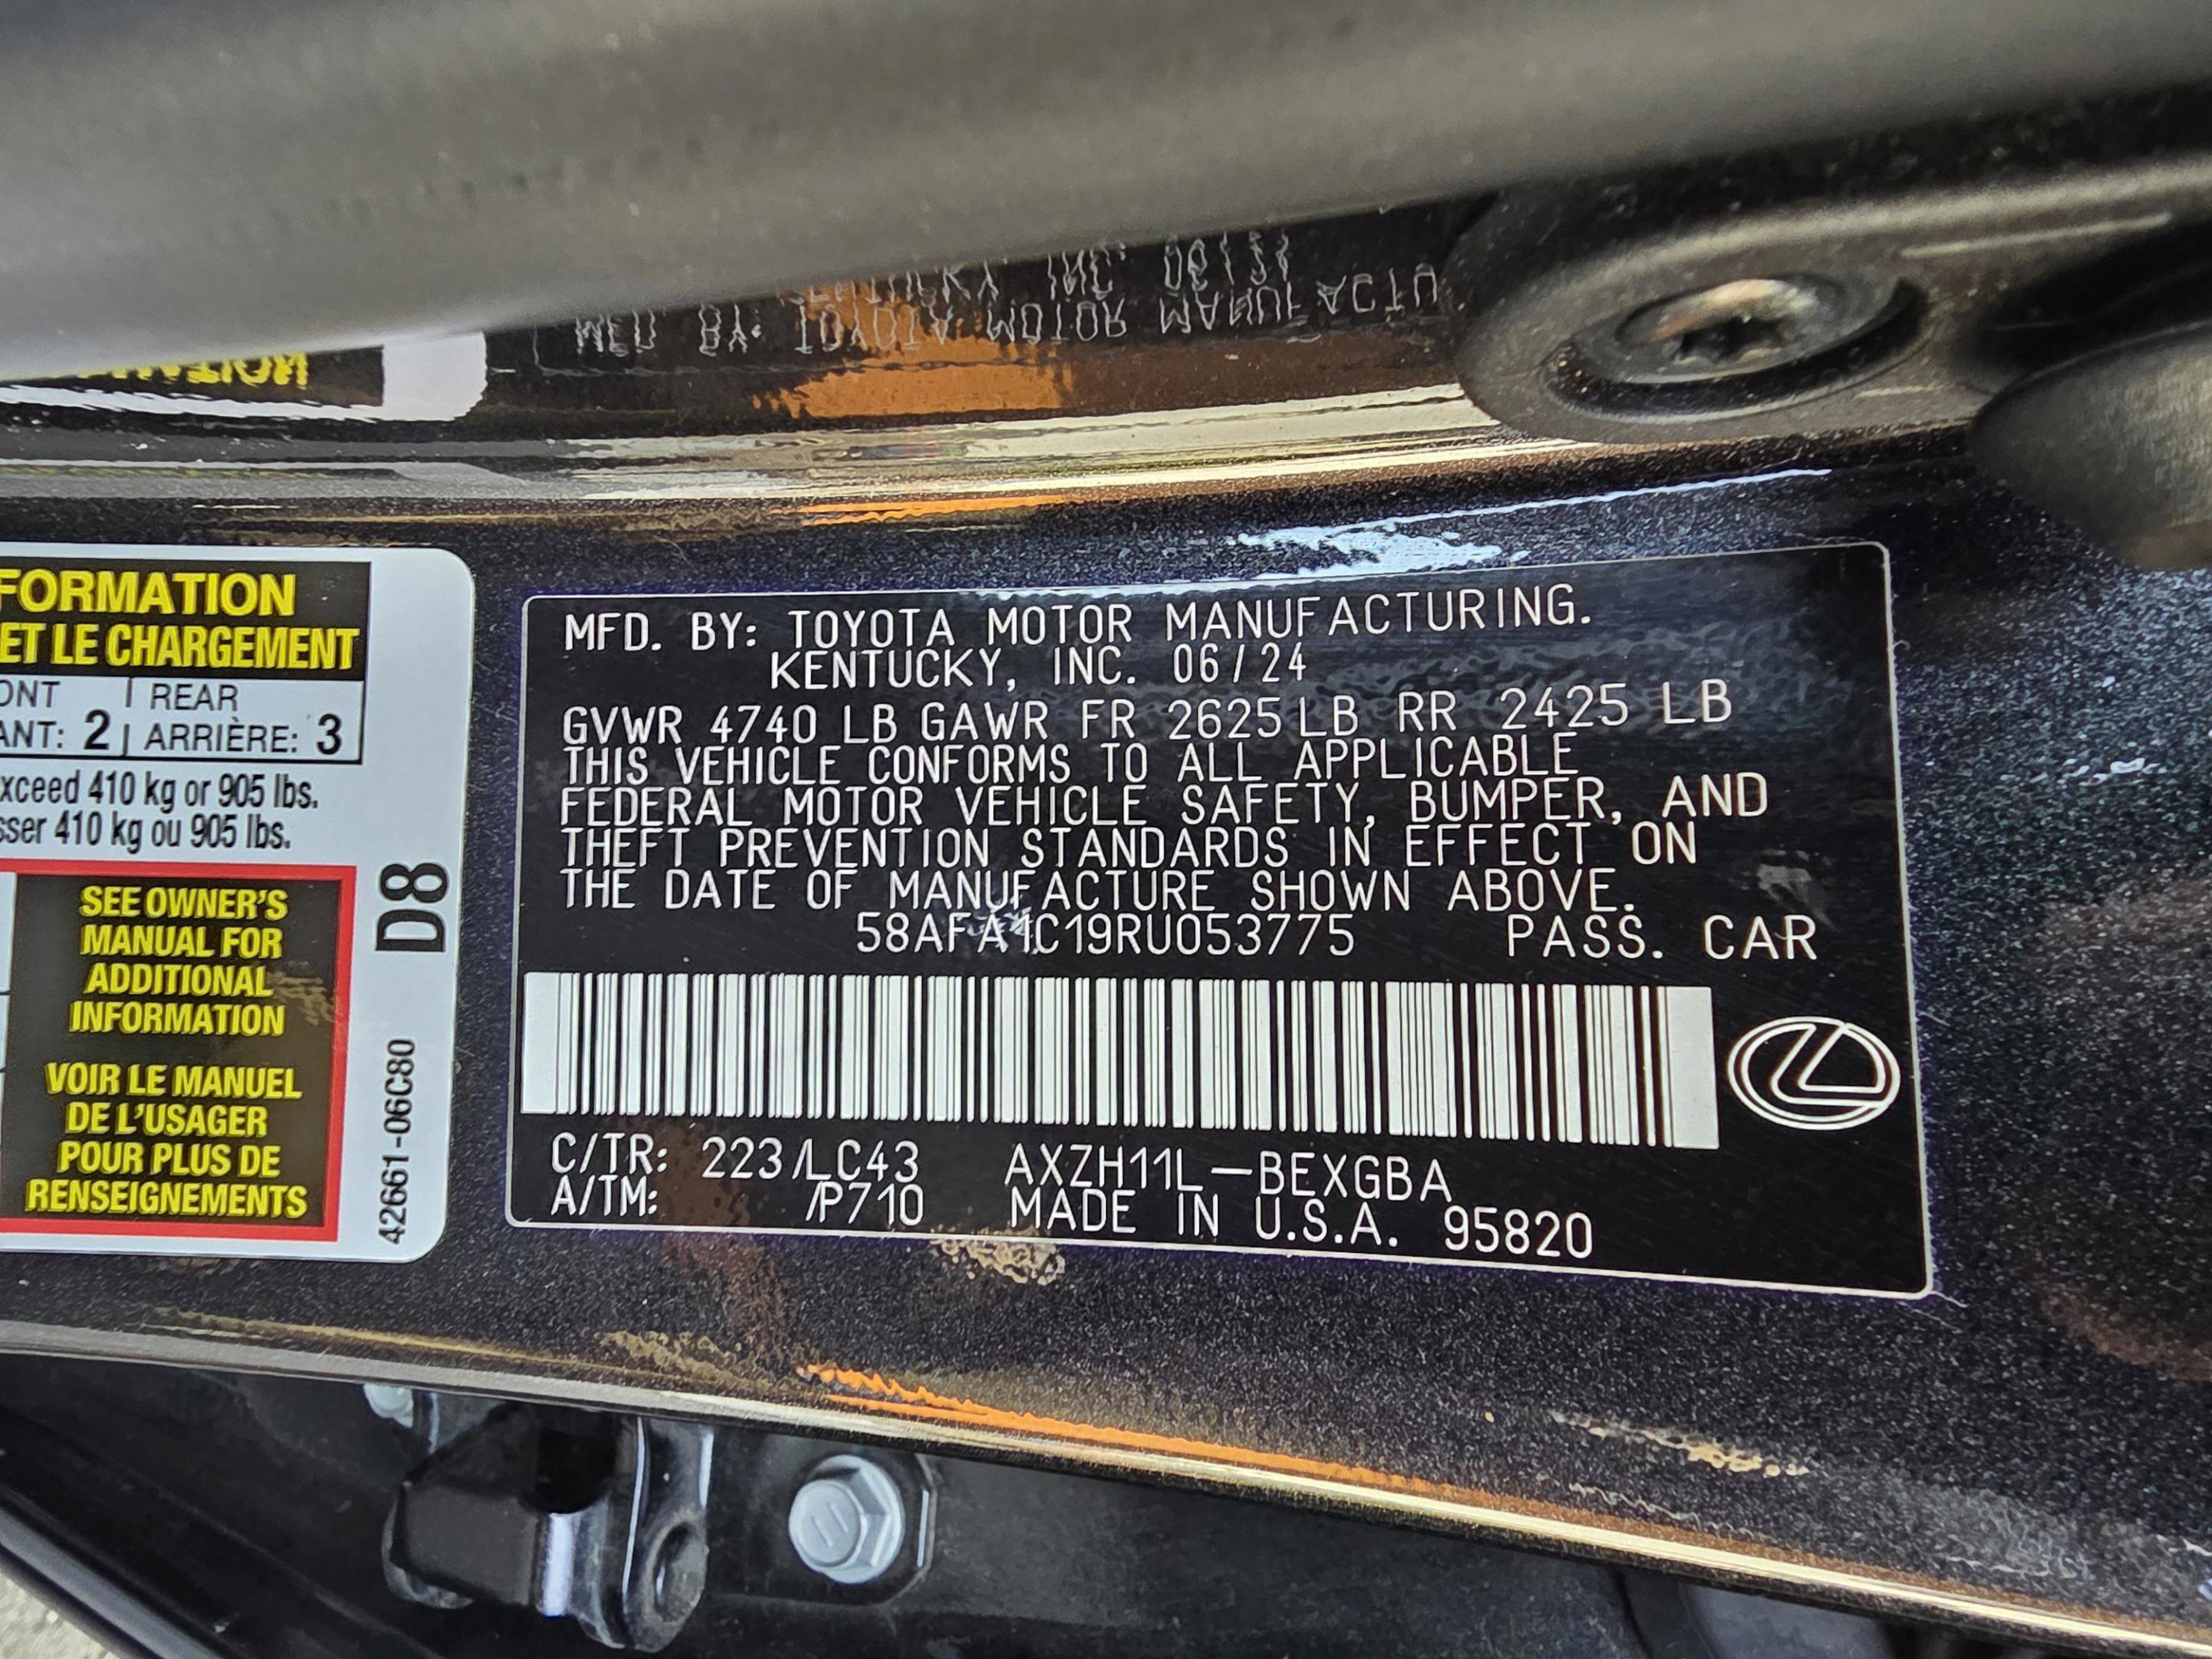 FORMATION
ET LE CHARGEMENT
ONT REAR
ANT: 2 ARRIÈRE: 3
xceed 410 kg or 905 lbs.
sser 410 kg ou 905 lbs.
SEE OWNER'S
MANUAL FOR
ADDITIONAL
INFORMATION
VOIR LE MANUEL
DE L'USAGER
POUR PLUS DE
RENSEIGNEMENTS
D8
42661-06C80
MFD. BY: TOYOTA MOTOR MANUFACTURING.
KENTUCKY, INC. 06/24
GVWR 4740 LB GAWR FR 2625 LB RR 2425 LB
THIS VEHICLE CONFORMS TO ALL APPLICABLE
FEDERAL MOTOR VEHICLE SAFETY, BUMPER, AND
THEFT PREVENTION STANDARDS IN EFFECT ON
THE DATE OF MANUFACTURE SHOWN ABOVE.
58AFA1C19RU053775 PASS. CAR
C/TR: 223/LC43 AXZH11L-BEXGBA
A/TM: /P710 MADE IN U.S.A. 95820